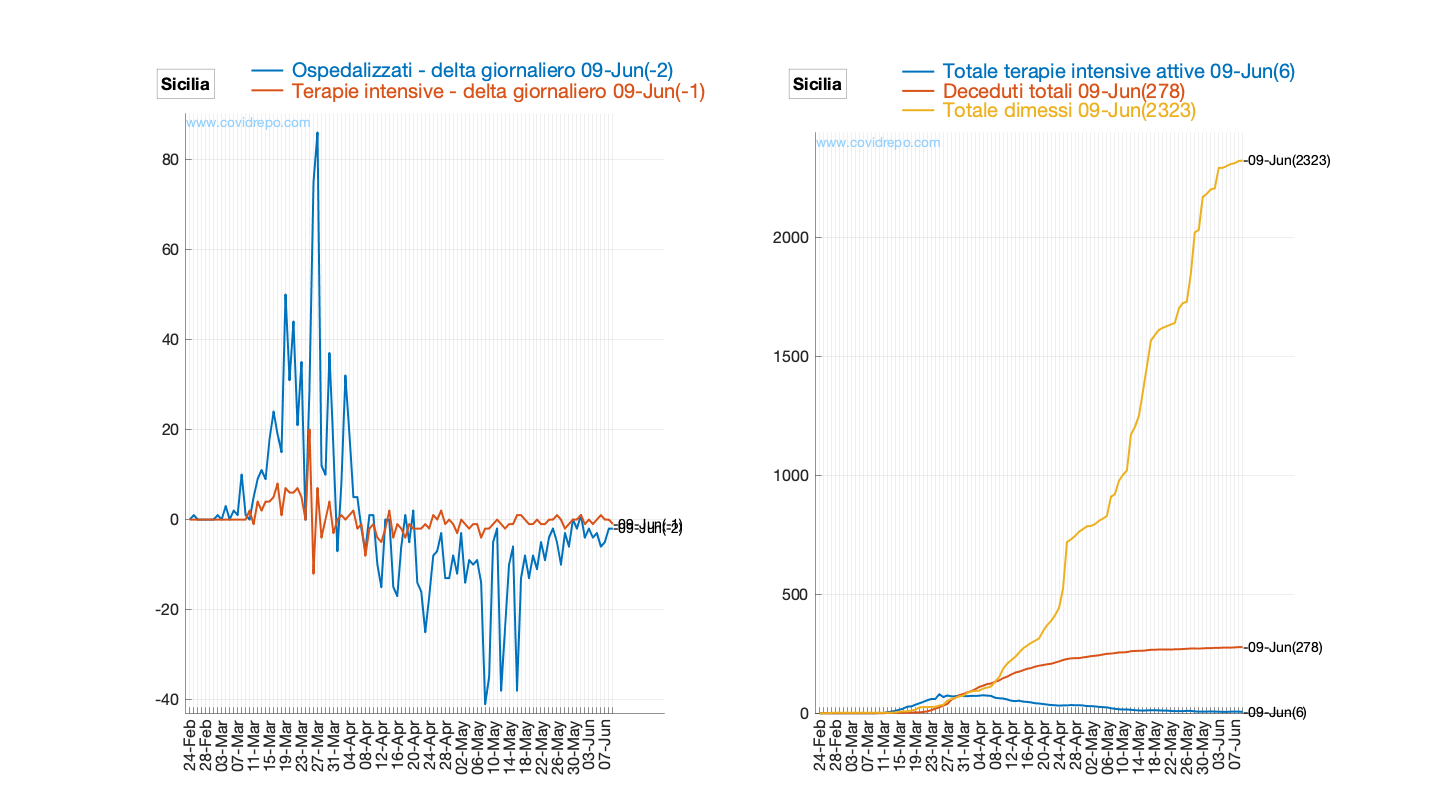 Sicilia
Ospedalizzati - delta giornaliero 09-Jun(-2)
Terapie intensive - delta giornaliero 09-Jun(-1)
www.covidrepo.com
80
60
40
20
0
-20
-40
-09-Jun(-1)
-09-Jun(-2)
24-Feb
28-Feb
03-Mar
07-Mar
11-Mar
15-Mar
19-Mar
23-Mar
27-Mar
31-Mar
04-Apr
08-Apr
12-Apr
16-Apr
20-Apr
24-Apr
28-Apr
02-May
06-May
10-May
14-May
18-May
22-May
26-May
30-May
03-Jun
07-Jun
Sicilia
Totale terapie intensive attive 09-Jun(6)
Deceduti totali 09-Jun(278)
Totale dimessi 09-Jun(2323)
www.covidrepo.com
2000
1500
1000
500
0
-09-Jun(2323)
-09-Jun(278)
-09-Jun(6)
24-Feb
28-Feb
03-Mar
07-Mar
11-Mar
15-Mar
19-Mar
23-Mar
27-Mar
31-Mar
04-Apr
08-Apr
12-Apr
16-Apr
20-Apr
24-Apr
28-Apr
02-May
06-May
10-May
14-May
18-May
22-May
26-May
30-May
03-Jun
07-Jun